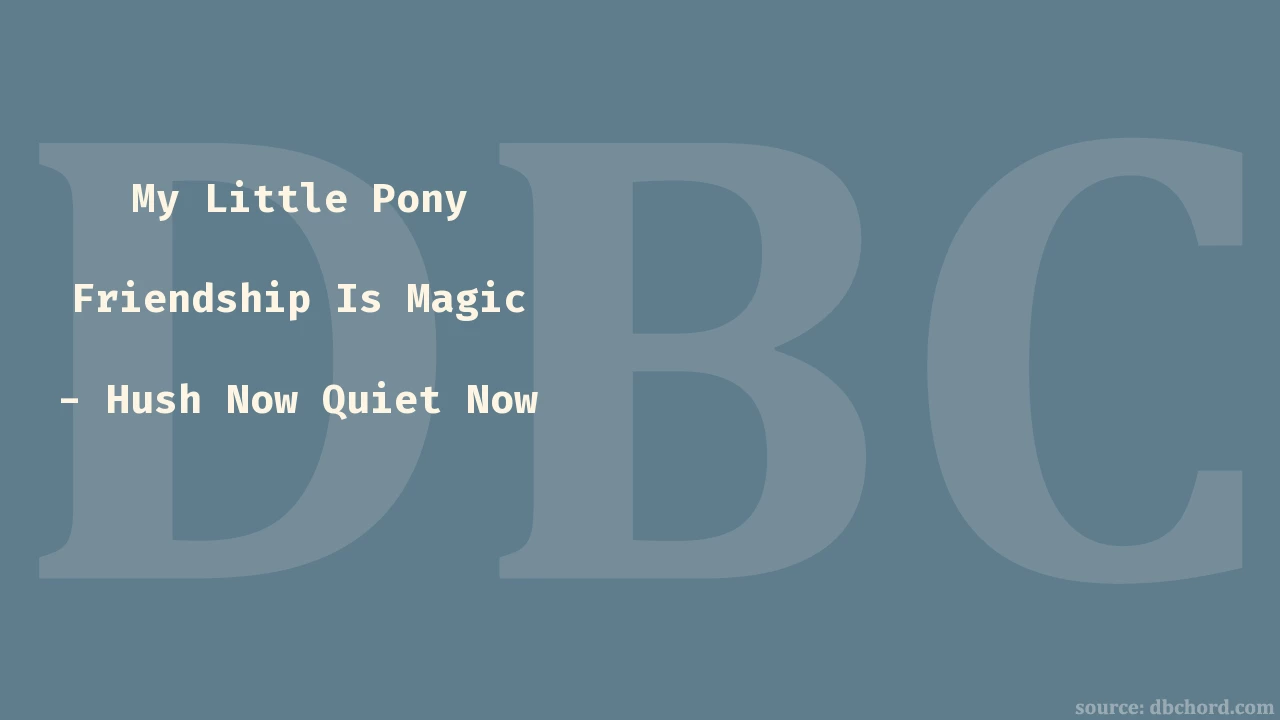 DBC
My Little Pony
Friendship Is Magic
– Hush Now Quiet Now
source: dbchord.com